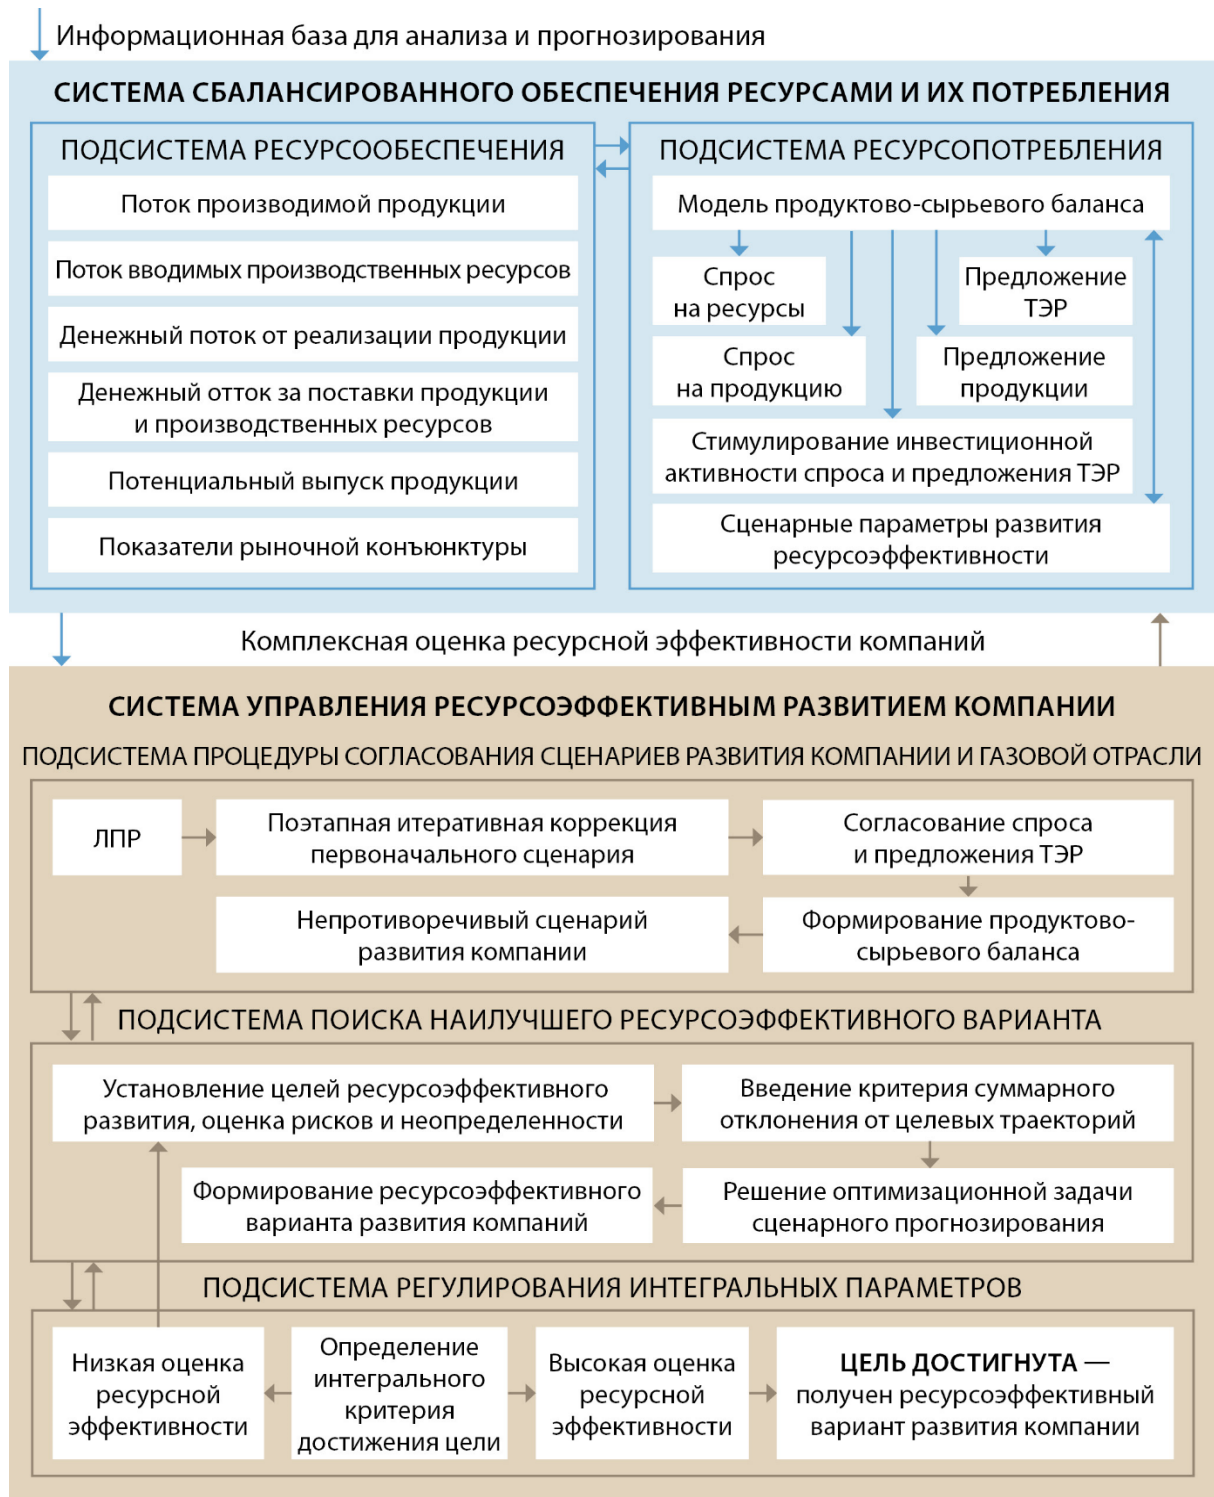 Информационная база для анализа и прогнозирования
СИСТЕМА СБАЛАНСИРОВАННОГО ОБЕСПЕЧЕНИЯ РЕСУРСАМИ И ИХ ПОТРЕБЛЕНИЯ
ПОДСИСТЕМА РЕСУРСООБЕСПЕЧЕНИЯ
Поток производимой продукции
Поток вводимых производственных ресурсов
Денежный поток от реализации продукции
Денежный отток за поставки продукции
и производственных ресурсов
Потенциальный выпуск продукции
Показатели рыночной конъюнктуры
ПОДСИСТЕМА РЕСУРСОПОТРЕБЛЕНИЯ
Модель продуктово-сырьевого баланса
Спрос
на ресурсы
Предложение
ТЭР
Спрос
на продукцию
Предложение
продукции
Стимулирование инвестиционной
активности спроса и предложения ТЭР
Сценарные параметры развития
ресурсоэффективности
Комплексная оценка ресурсной эффективности компаний
СИСТЕМА УПРАВЛЕНИЯ РЕСУРСОЭФФЕКТИВНЫМ РАЗВИТИЕМ КОМПАНИИ
ПОДСИСТЕМА ПРОЦЕДУРЫ СОГЛАСОВАНИЯ СЦЕНАРИЕВ РАЗВИТИЯ КОМПАНИИ И ГАЗОВОЙ ОТРАСЛИ
ЛПР
Поэтапная итеративная коррекция
первоначального сценария
Согласование спроса
и предложения ТЭР
Непротиворечивый сценарий
развития компании
Формирование продуктово-
сырьевого баланса
ПОДСИСТЕМА ПОИСКА НАИЛУЧШЕГО РЕСУРСОЭФФЕКТИВНОГО ВАРИАНТА
Установление целей ресурсоэффективного
развития, оценка рисков и неопределенности
Введение критерия суммарного
отклонения от целевых траекторий
Формирование ресурсоэффективного
варианта развития компаний
Решение оптимизационной задачи
сценарного прогнозирования
ПОДСИСТЕМА РЕГУЛИРОВАНИЯ ИНТЕГРАЛЬНЫХ ПАРАМЕТРОВ
Низкая оценка
ресурсной
эффективности
Определение
интегрального
критерия
достижения цели
Высокая оценка
ресурсной
эффективности
ЦЕЛЬ ДОСТИГНУТА —
получен ресурсоэффективный
вариант развития компании